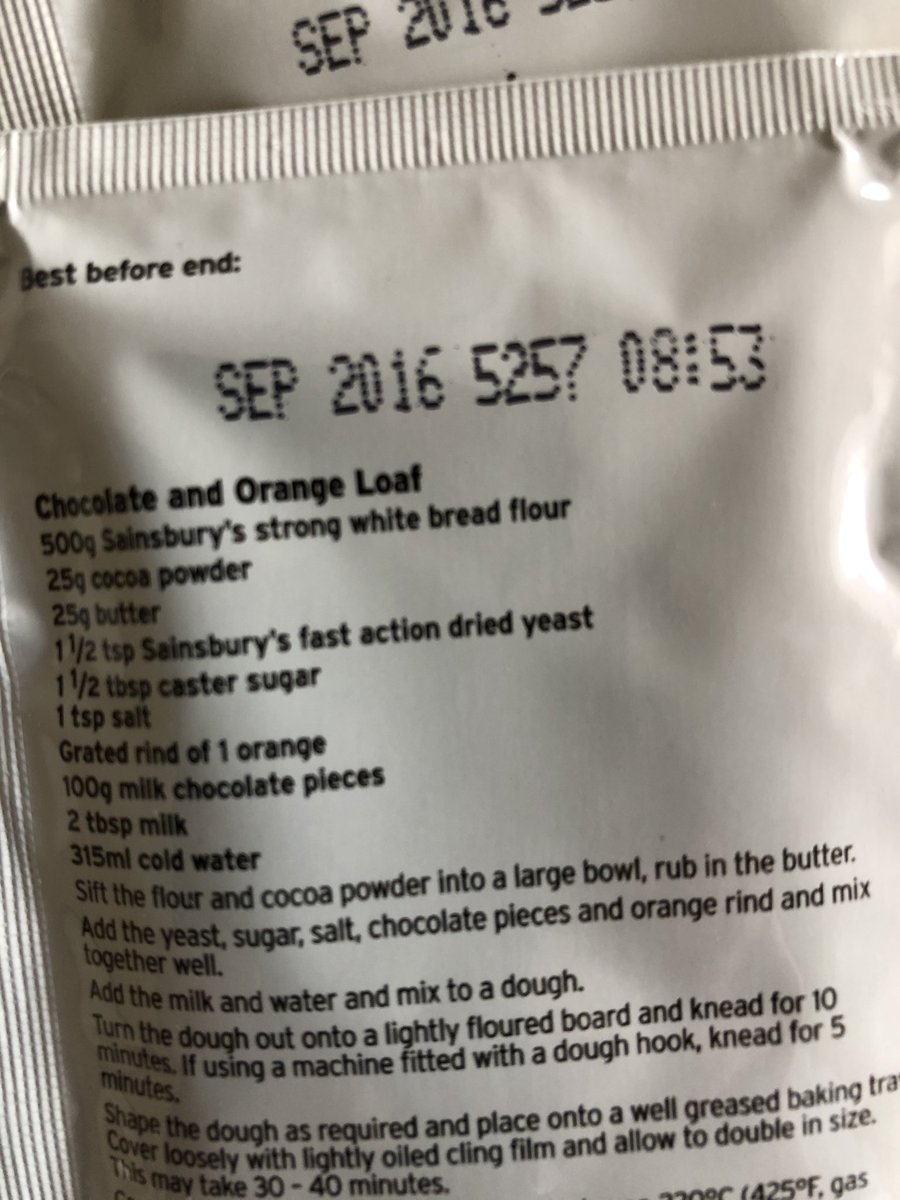 SEP 2016
Best before end:
SEP 2016 5257 08:53
Chocolate and Orange Loaf
500g Sainsbury's strong white bread flour
25g cocoa powder
25g butter
1 1/2 tsp Sainsbury's fast action dried yeast
1 1/2 tbsp caster sugar
1 tsp salt
Grated rind of 1 orange
100g milk chocolate pieces
2 tbsp milk
315ml cold water
Sift the flour and cocoa powder into a large bowl, rub in the butter.
Add the yeast, sugar, salt, chocolate pieces and orange rind and mix
together well.
Add the milk and water and mix to a dough.
Turn the dough out onto a lightly floured board and knead for 10
minutes. If using a machine fitted with a dough hook, knead for 5
minutes.
Shape the dough as required and place onto a well greased baking tra
Cover loosely with lightly oiled cling film and allow to double in size.
This may take 30 - 40 minutes.
(425°F, gas